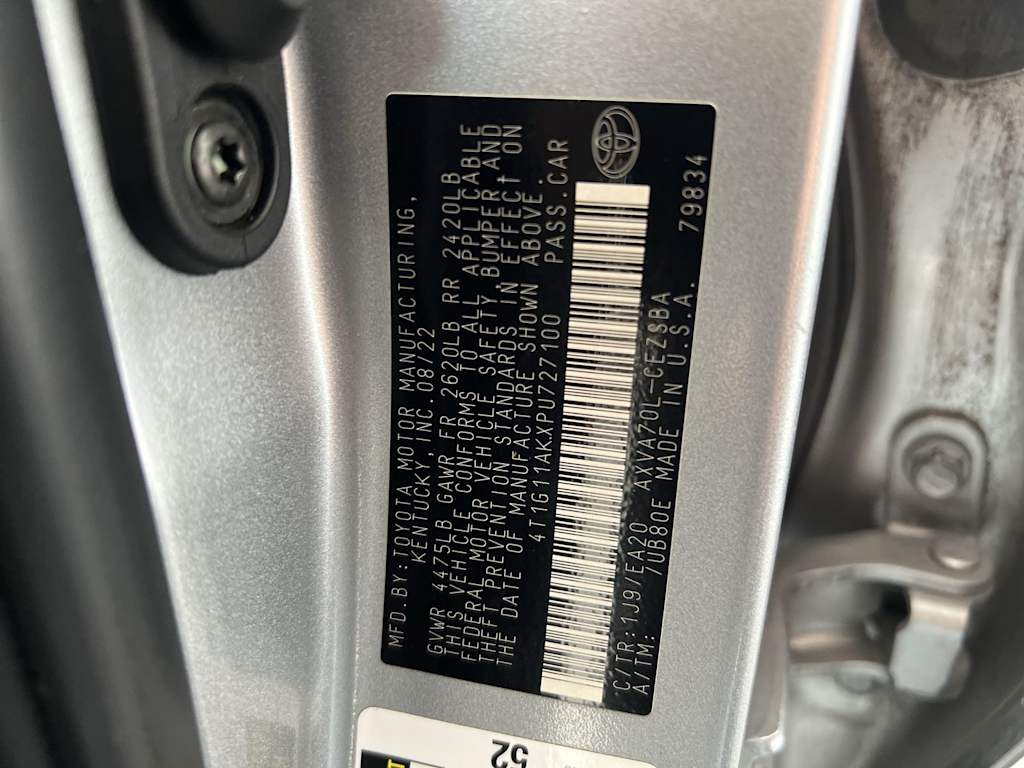 MFD.BY:TOYOTA MOTOR MANUFACTURING,
KENTUCKY,INC.08/22
GVWR 4475LB GAWR FR 2620LB RR 2420LB
THIS VEHICLE CONFORMS TO ALL APPLICABLE
FEDERAL MOTOR VEHICLE SAFETY,BUMPER,AND
THEFT PREVENTION STANDARDS IN EFFECT ON
THE DATE OF MANUFACTURE SHOWN ABOVE.
4T1G11AKXPU727100 PASS.CAR
C/TR:1J9/EA20 AXVA70L-CEZSBA
A/TM: /UB80E MADE IN U.S.A. 79834
52